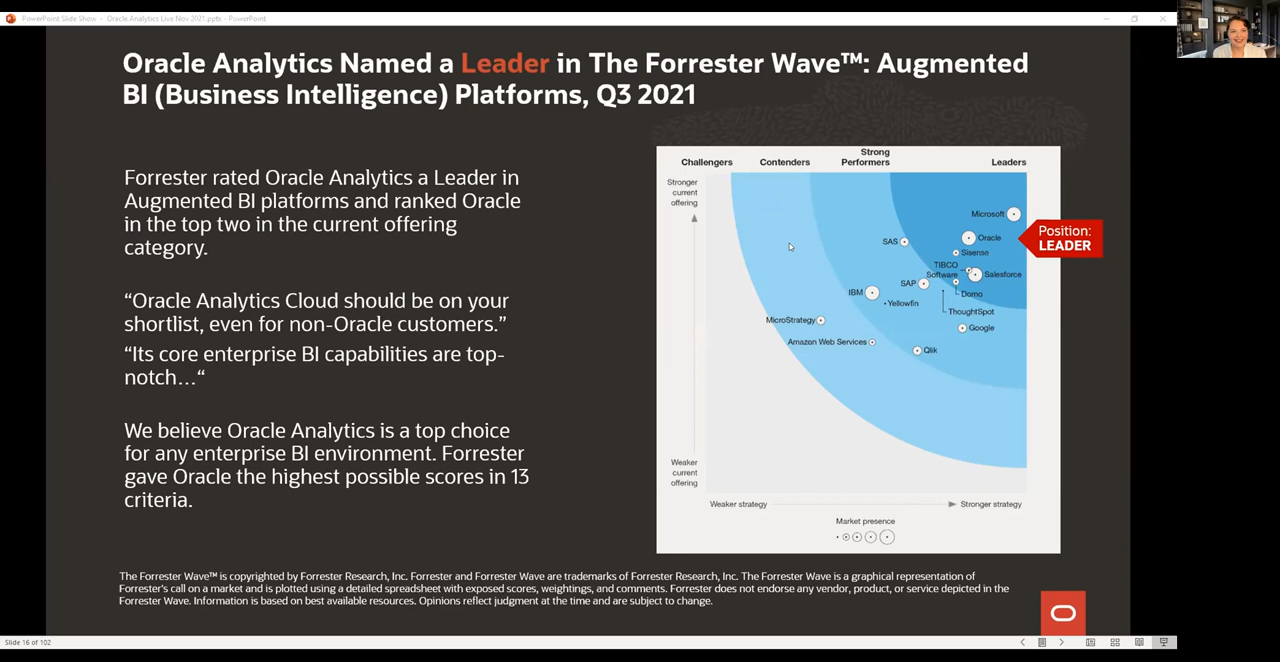 PowerPoint Slide Show - Oracle Analytics Live Nov 2021.pptx - PowerPoint
Oracle Analytics Named a Leader in The Forrester Wave™: Augmented
BI (Business Intelligence) Platforms, Q3 2021
Forrester rated Oracle Analytics a Leader in
Augmented BI platforms and ranked Oracle
in the top two in the current offering
category.
“Oracle Analytics Cloud should be on your
shortlist, even for non-Oracle customers.”
“Its core enterprise BI capabilities are top-
notch…“
We believe Oracle Analytics is a top choice
for any enterprise BI environment. Forrester
gave Oracle the highest possible scores in 13
criteria.
Challengers
Contenders
Strong
Performers
Leaders
Stronger
current
offering
Microsoft
Oracle
Position:
LEADER
SAS
Sisense
TIBCO
Software
Salesforce
SAP
IBM
Domo
Yellowfin
ThoughtSpot
MicroStrategy
Google
Amazon Web Services
Qlik
Weaker
current
offering
Weaker strategy
Stronger strategy
Market presence
The Forrester Wave™ is copyrighted by Forrester Research, Inc. Forrester and Forrester Wave are trademarks of Forrester Research, Inc. The Forrester Wave is a graphical representation of
Forrester's call on a market and is plotted using a detailed spreadsheet with exposed scores, weightings, and comments. Forrester does not endorse any vendor, product, or service depicted in the
Forrester Wave. Information is based on best available resources. Opinions reflect judgment at the time and are subject to change.
Slide 16 of 102